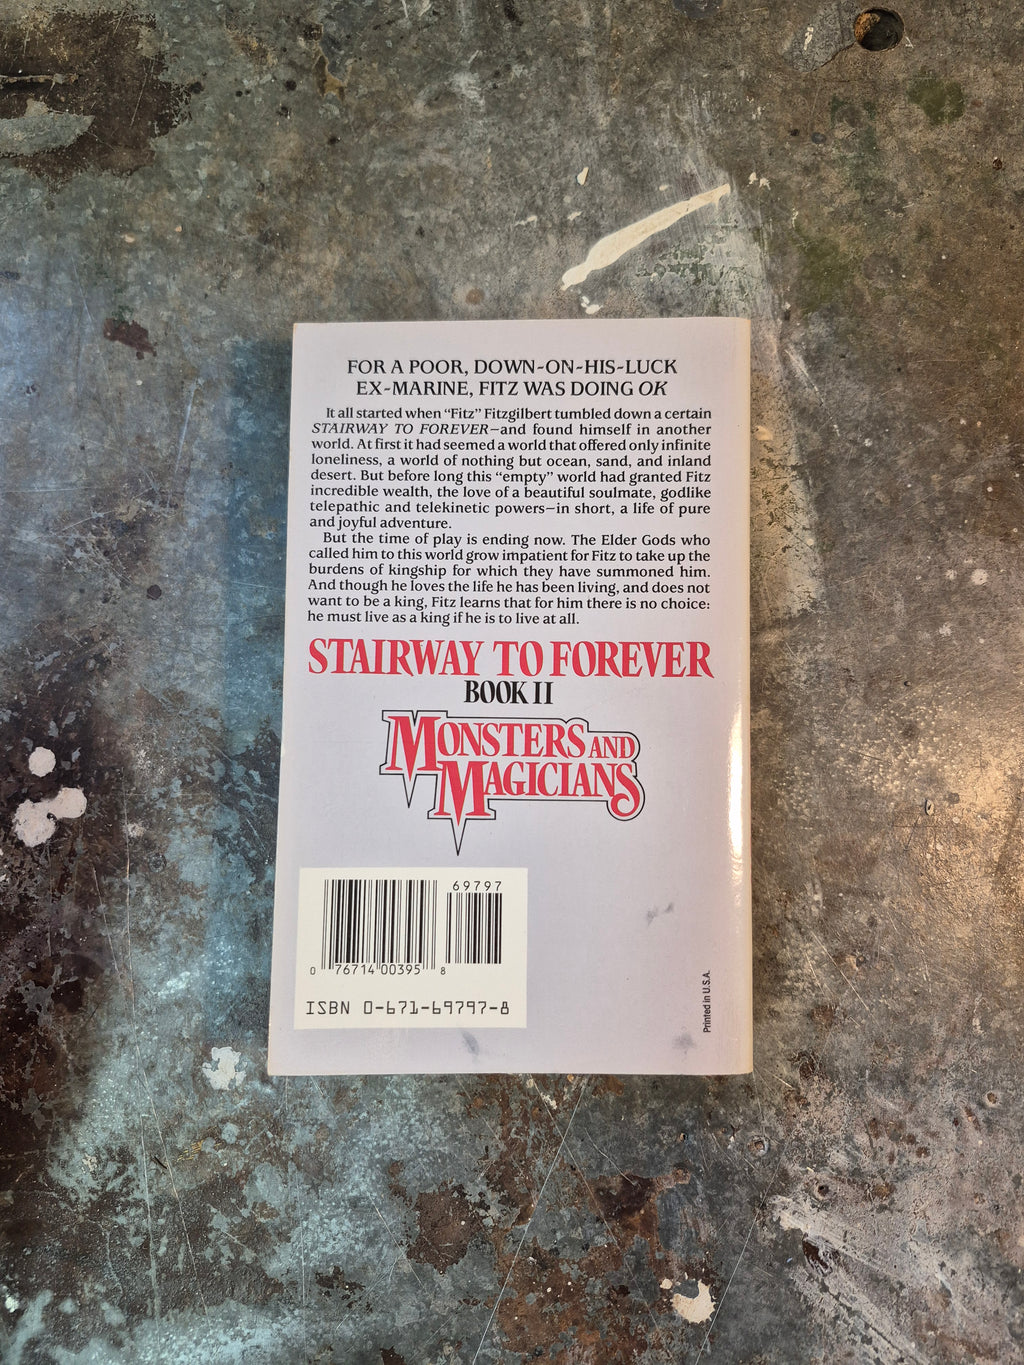 FOR A POOR, DOWN-ON-HIS-LUCK
EX-MARINE, FITZ WAS DOING OK
It all started when "Fitz" Fitzgilbert tumbled down a certain
STAIRWAY TO FOREVER—and found himself in another
world. At first it had seemed a world that offered only infinite
loneliness, a world of nothing but ocean, sand, and inland
desert. But before long this "empty" world had granted Fitz
incredible wealth, the love of a beautiful soulmate, godlike
telepathic and telekinetic powers—in short, a life of pure
and joyful adventure.
But the time of play is ending now. The Elder Gods who
called him to this world grow impatient for Fitz to take up the
burdens of kingship for which they have summoned him.
And though he loves the life he has been living, and does not
want to be a king, Fitz learns that for him there is no choice:
he must live as a king if he is to live at all.
STAIRWAY TO FOREVER
BOOK II
MONSTERS AND
MAGICIANS
69797
0 76714 00395 8
ISBN 0-671-69797-8
Printed in U.S.A.